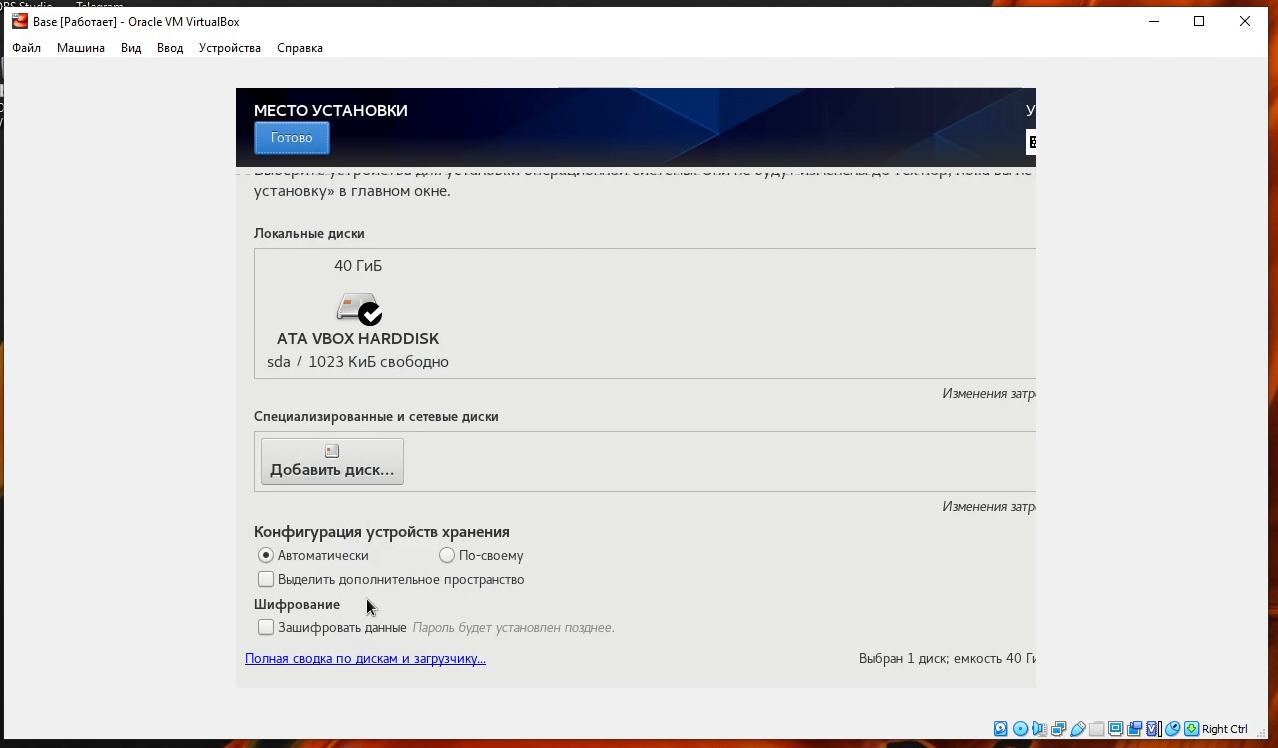 Base [Работает] - Oracle VM VirtualBox
Файл Машина Вид Ввод Устройства Справка
МЕСТО УСТАНОВКИ
Готово
установку» в главном окне.
Локальные диски
40 ГиБ
ATA VBOX HARDDISK
sda / 1023 КиБ свободно
Изменения затр
Специализированные и сетевые диски
Добавить диск...
Изменения затр
Конфигурация устройств хранения
Автоматически По-своему
Выделить дополнительное пространство
Шифрование
Зашифровать данные Пароль будет установлен позднее.
Полная сводка по дискам и загрузчику...
Выбран 1 диск; емкость 40 Ги
Right Ctrl